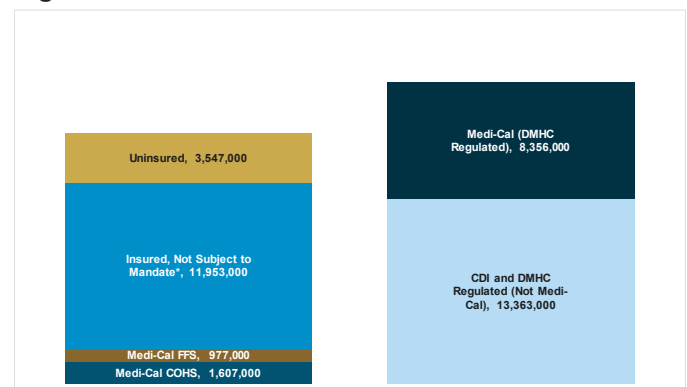 Uninsured, 3,547,000
Insured, Not Subject to
Mandate*, 11,953,000
Medi-Cal FFS, 977,000
Medi-Cal COHS, 1,607,000
Medi-Cal (DMHC
Regulated), 8,356,000
CDI and DMHC
Regulated (Not Medi-
Cal), 13,363,000